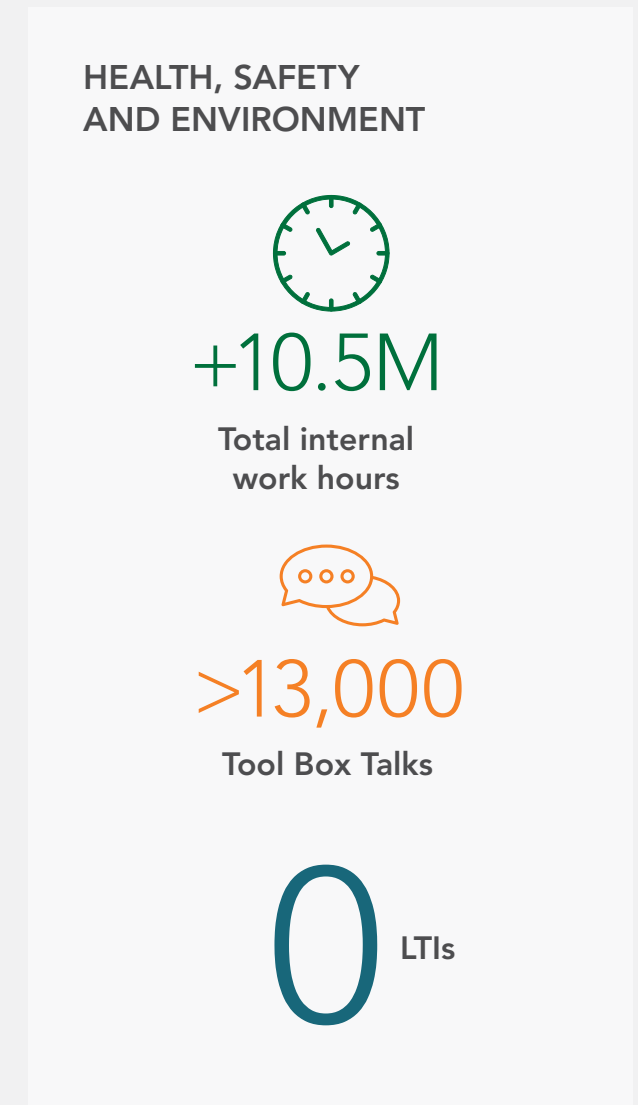 HEALTH, SAFETY
AND ENVIRONMENT
+10.5M
Total internal
work hours
>13,000
Tool Box Talks
0 LTIs